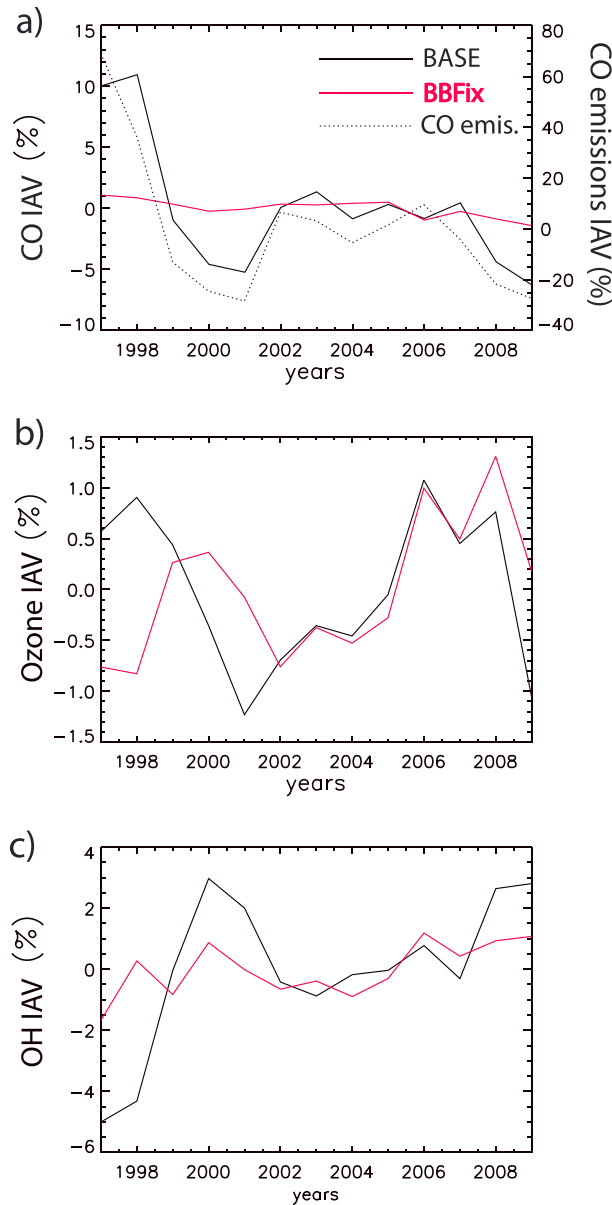 a)
15
10
5
0
−5
−10
CO IAV (%)
80
60
40
20
0
−20
−40
CO emissions IAV (%)
BASE
BBFix
CO emis.
1998 2000 2002 2004 2006 2008
years
b)
1.5
1.0
0.5
0.0
−0.5
−1.0
−1.5
Ozone IAV (%)
1998 2000 2002 2004 2006 2008
years
c)
4
2
0
−2
−4
−6
OH IAV (%)
1998 2000 2002 2004 2006 2008
years